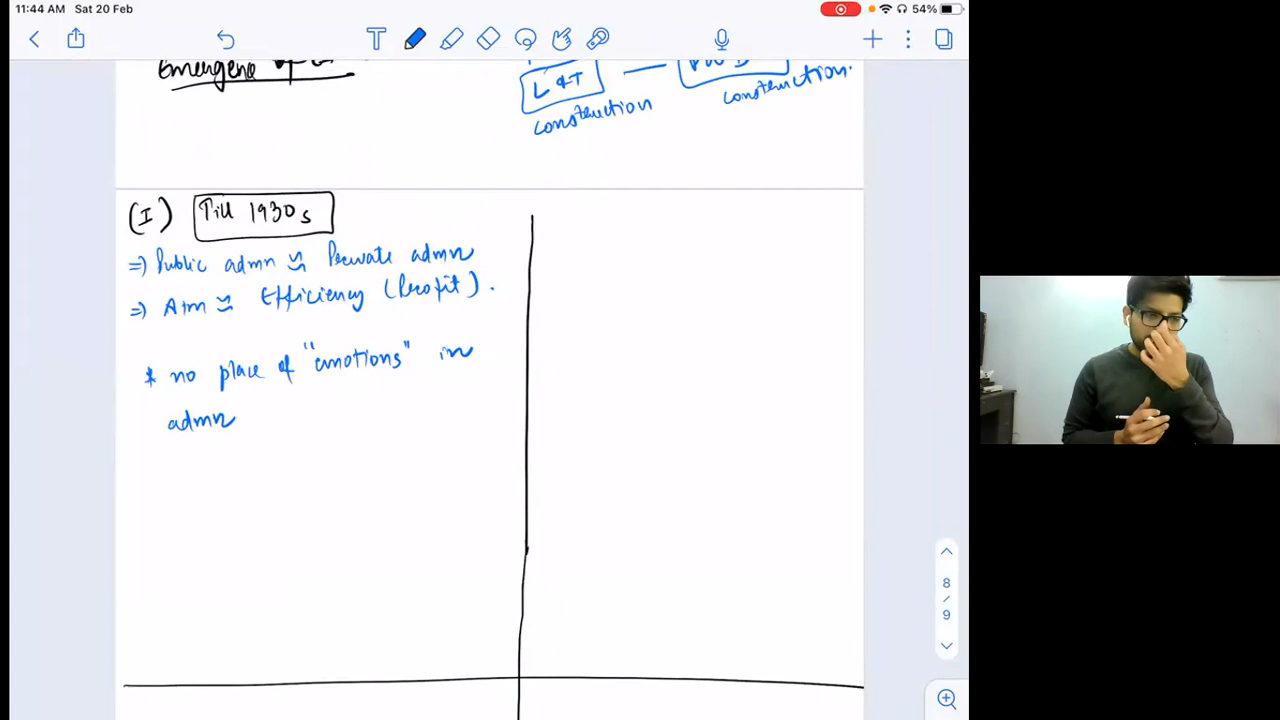 11:44 AM Sat 20 Feb
54%
L &T
construction
construction.
(I) Till 1930s
⇒ Public admn ≈ Private admn
⇒ Aim ≈ Efficiency (Profit).
* no place of "emotions" in
admn
8
/
9